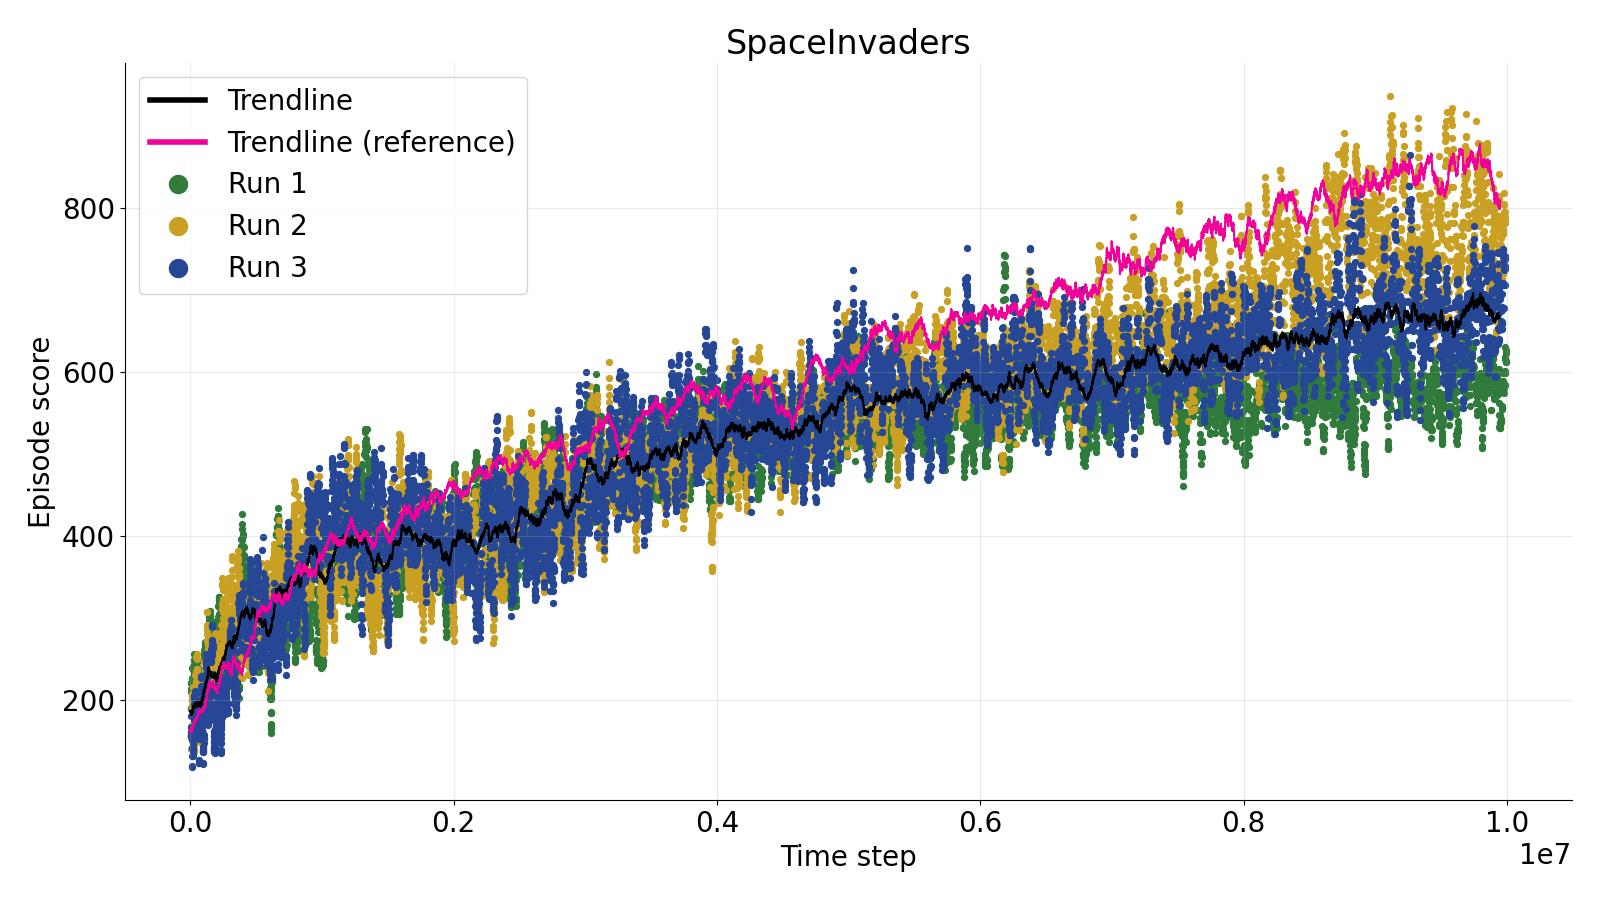 SpaceInvaders
Trendline
Trendline (reference)
Run 1
Run 2
Run 3
Episode score
800
600
400
200
0.0 0.2 0.4 0.6 0.8 1.0
1e7
Time step